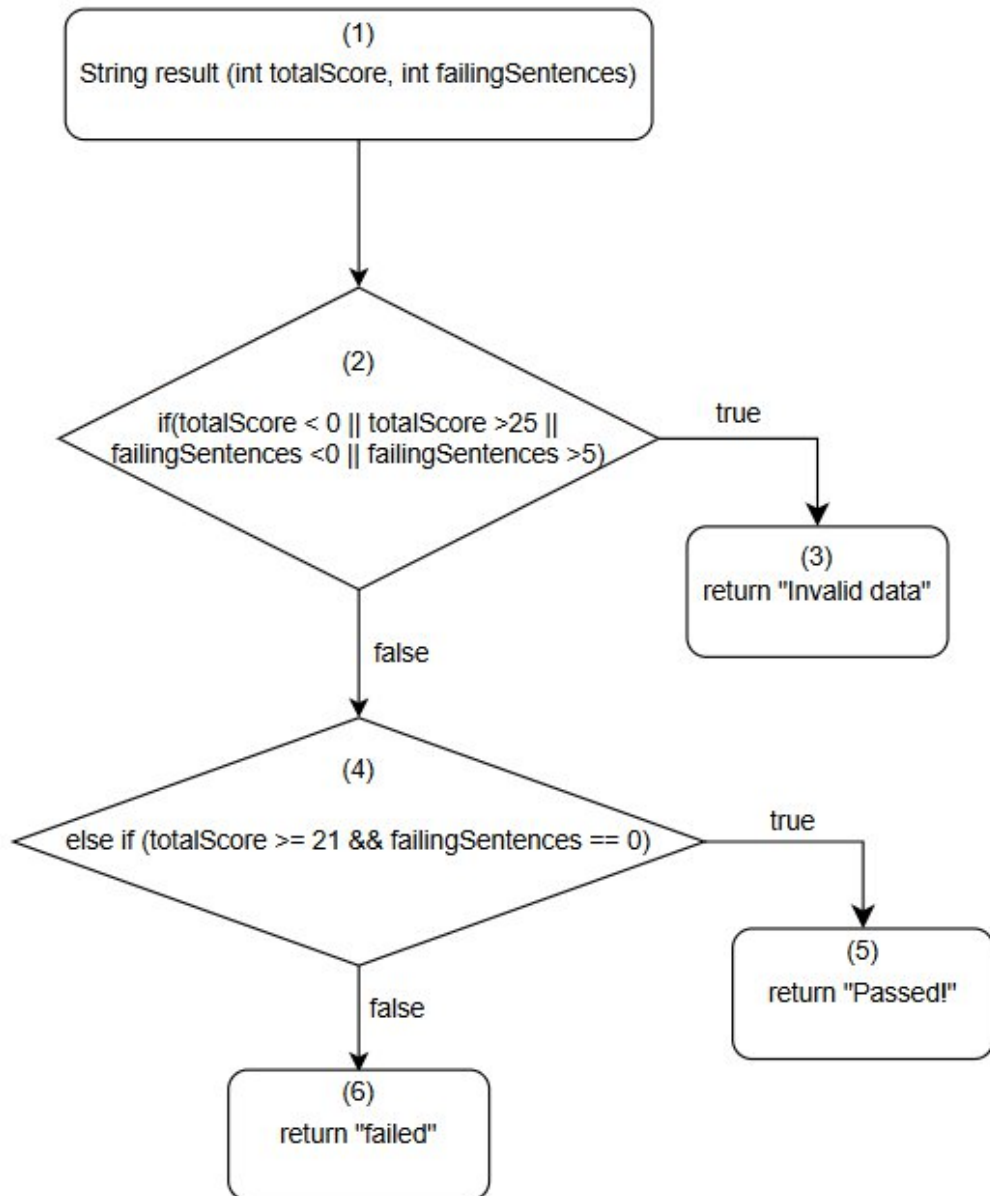 (1)
String result (int totalScore, int failingSentences)
(2)
if(totalScore < 0 || totalScore >25 ||
failingSentences <0 || failingSentences >5)
true
(3)
return "Invalid data"
false
(4)
else if (totalScore >= 21 && failingSentences == 0)
true
(5)
return "Passed!"
false
(6)
return "failed"